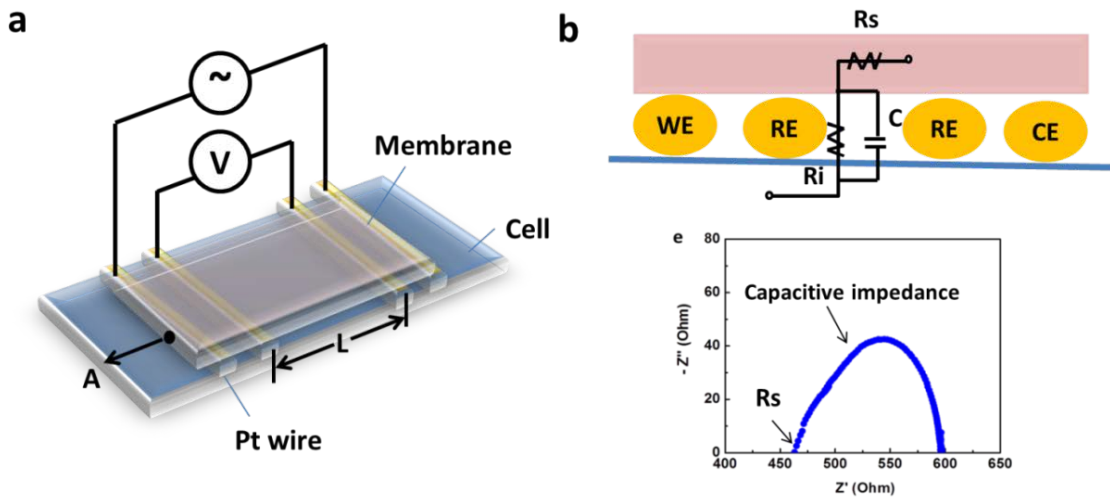 a
~
V
Membrane
Cell
L
A
Pt wire
b
Rs
WE
RE
C
RE
CE
Ri
e
80
60
40
20
0
- Z'' (Ohm)
Capacitive impedance
Rs
400 450 500 550 600 650
Z' (Ohm)